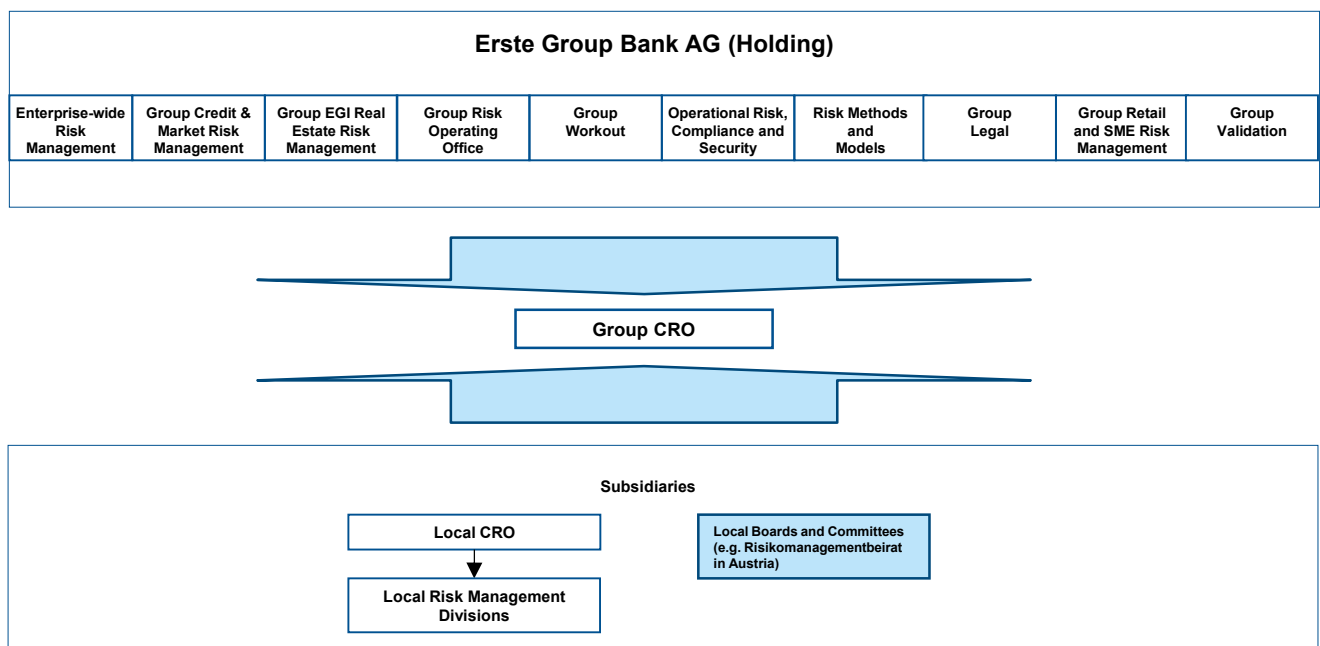 Erste Group Bank AG (Holding)
Enterprise-wide
Risk
Management
Group Credit &
Market Risk
Management
Group EGI Real
Estate Risk
Management
Group Risk
Operating
Office
Group
Workout
Operational Risk,
Compliance and
Security
Risk Methods
and
Models
Group
Legal
Group Retail
and SME Risk
Management
Group
Validation
Group CRO
Subsidiaries
Local CRO
Local Risk Management
Divisions
Local Boards and Committees
(e.g. Risikomanagementbeirat
in Austria)